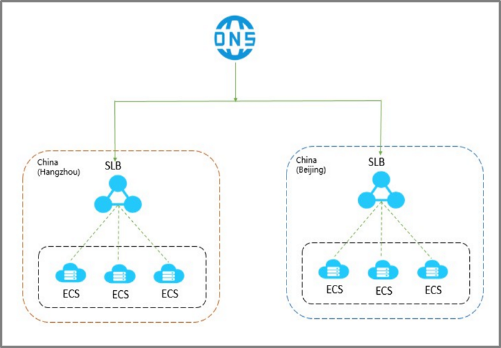 DNS
China
(Hangzhou)
SLB
ECS
ECS
ECS
China
(Beijing)
SLB
ECS
ECS
ECS